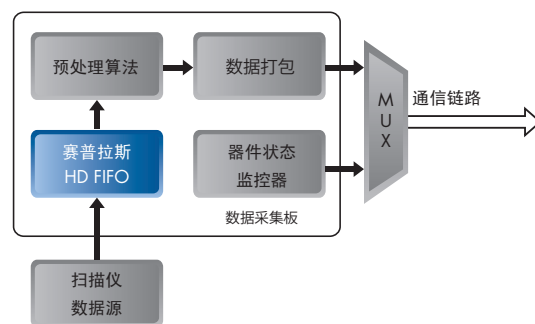 预处理算法
数据打包
M
U
X
通信链路
赛普拉斯
HD FIFO
器件状态
监控器
数据采集板
扫描仪
数据源